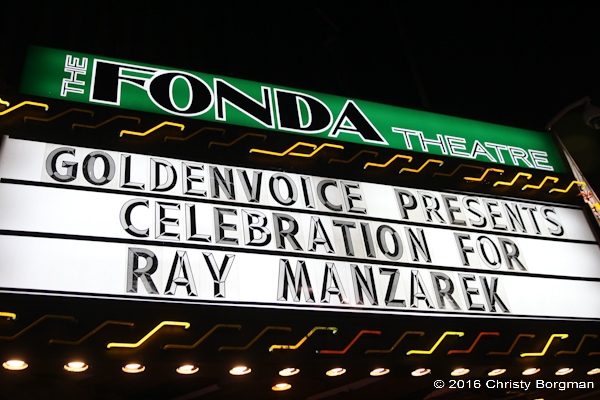 THE FONDA THEATRE
GOLDENVOICE PRESENTS
CELEBRATION FOR
RAY MANZAREK
© 2016 Christy Borgman